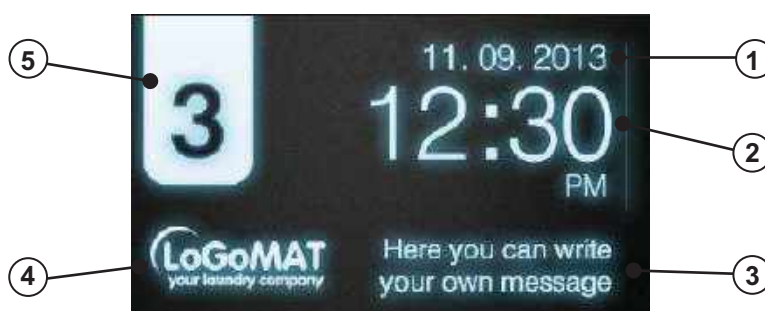 5
3
11. 09. 2013
1
12:30
2
PM
LoGoMAT
your laundry company
4
Here you can write
your own message
3